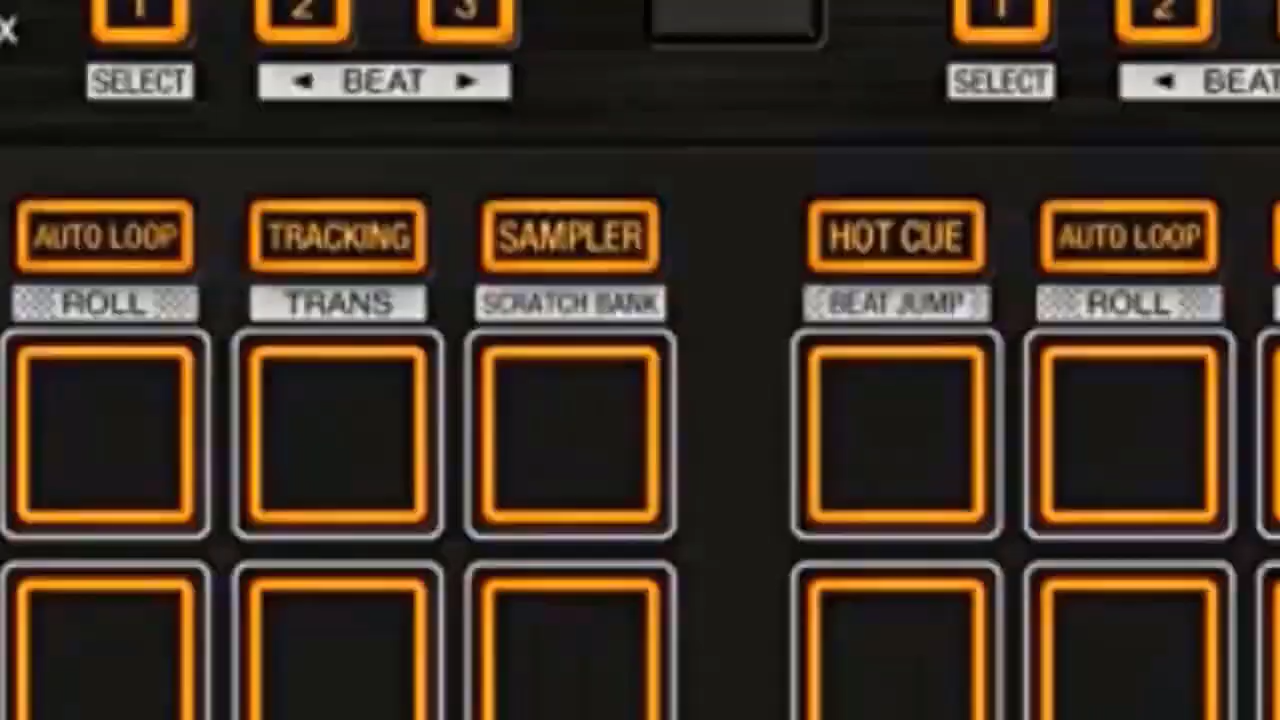 X 1 2 3 1 2
SELECT ◄ BEAT ► SELECT ◄ BEAT
AUTO LOOP TRACKING SAMPLER HOT CUE AUTO LOOP
ROLL TRANS SCRATCH BANK BEAT JUMP ROLL